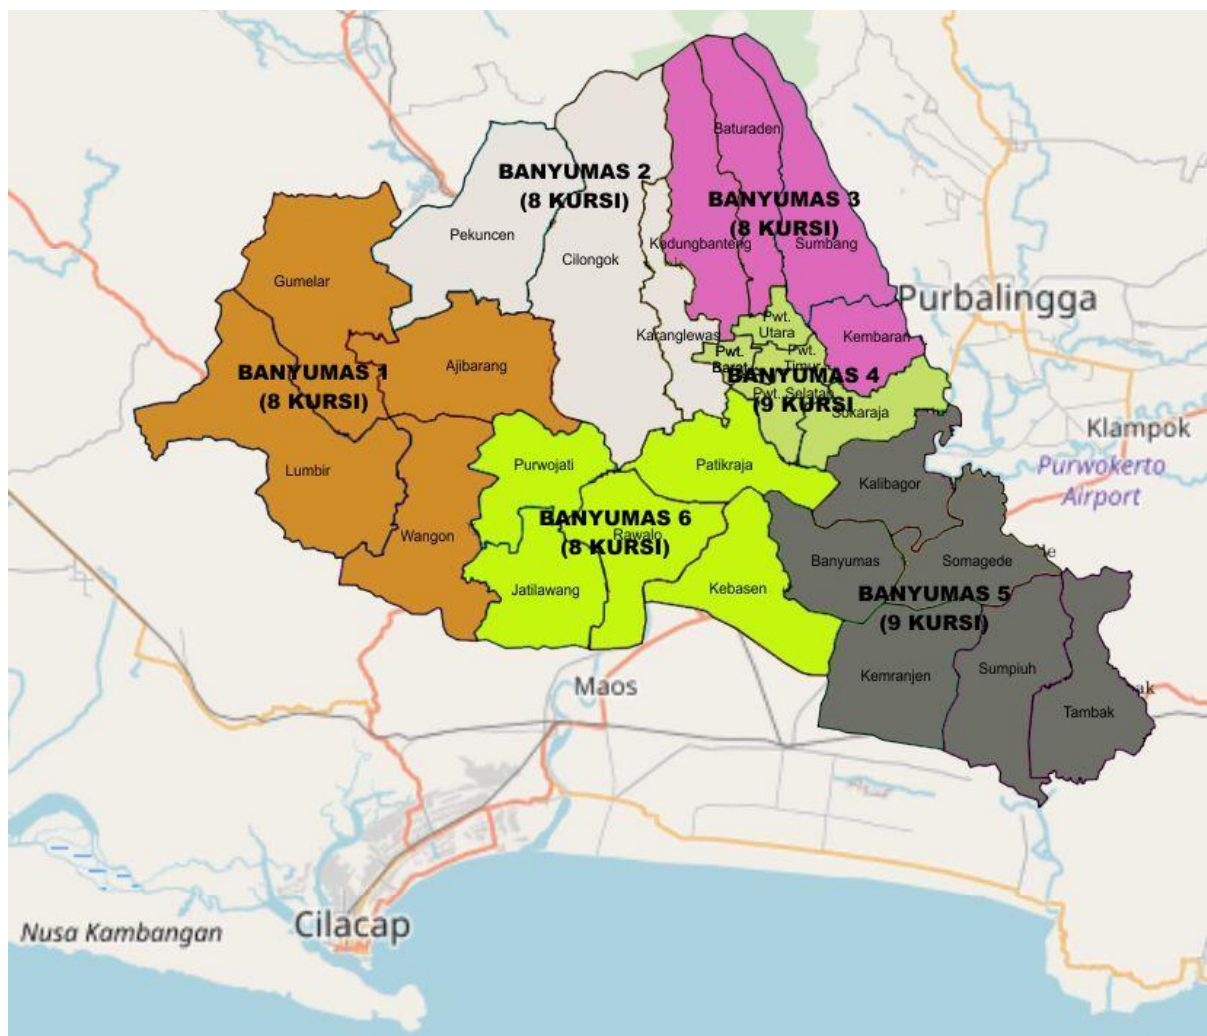 Baturaden
BANYUMAS 2
(8 KURSI)
BANYUMAS 3
(8 KURSI)
Pekuncen
Cilongok
Kedungbanteng
Sumbang
Gumelar
Purbalingga
Karanglewas
Pwt.
Utara
Kembaran
Pwt.
Barat
Pwt.
Timur
Ajibarang
BANYUMAS 1
(8 KURSI)
BANYUMAS 4
(9 KURSI
Pwt. Selatan
Sukaraja
Klampok
Lumbir
Purwojati
Patikraja
Purwokerto
Airport
Kalibagor
BANYUMAS 6
(8 KURSI)
Wangon
Rawalo
Banyumas
Somagede
de
Jatilawang
Kebasen
BANYUMAS 5
(9 KURSI)
Kemranjen
Sumpiuh
Maos
ak
Tambak
Cilacap
Nusa Kambangan